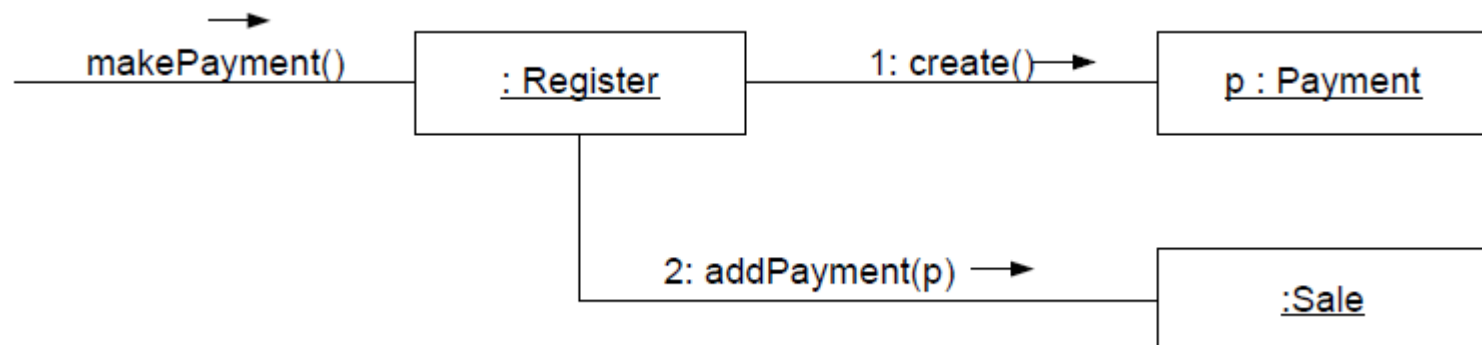 makePayment()
: Register
1: create()
p : Payment
2: addPayment(p)
:Sale